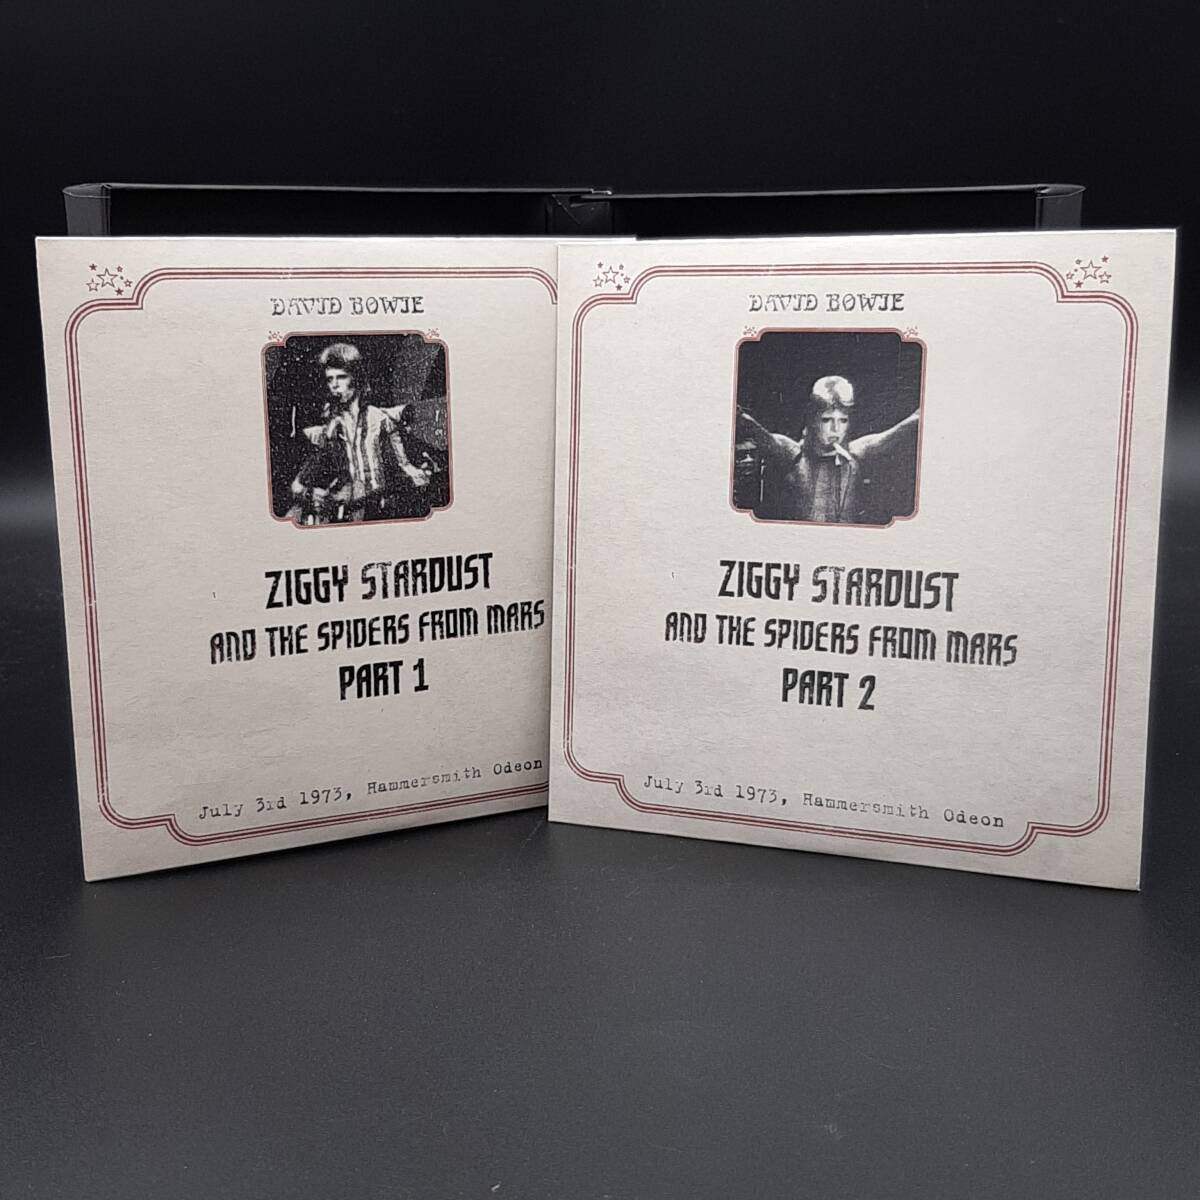 DAVID BOWIE
ZIGGY STARDUST
AND THE SPIDERS FROM MARS
PART 1
July 3rd 1973, Hammersmith Odeon
DAVID BOWIE
ZIGGY STARDUST
AND THE SPIDERS FROM MARS
PART 2
July 3rd 1973, Hammersmith Odeon